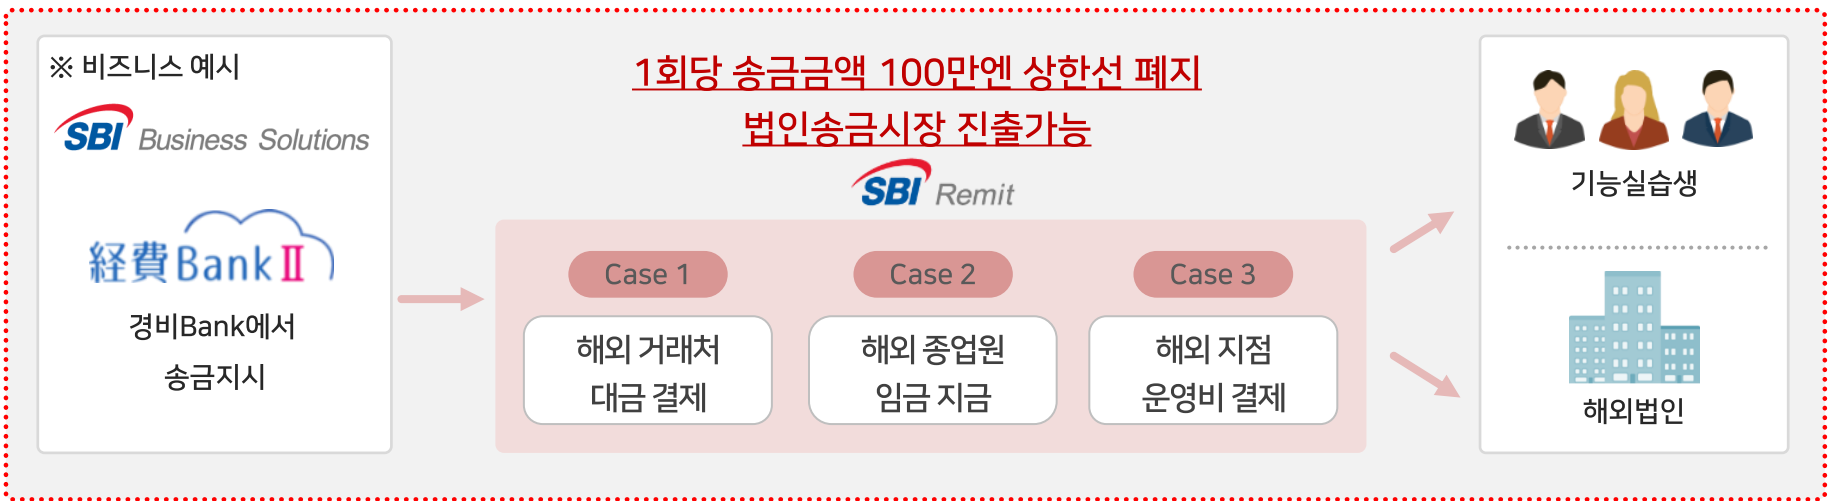 ※ 비즈니스 예시
SBI Business Solutions
経費BankⅡ
경비Bank에서
송금지시
1회당 송금금액 100만엔 상한선 폐지
법인송금시장 진출가능
SBI Remit
Case 1
해외 거래처
대금 결제
Case 2
해외 종업원
임금 지금
Case 3
해외 지점
운영비 결제
기능실습생
해외법인